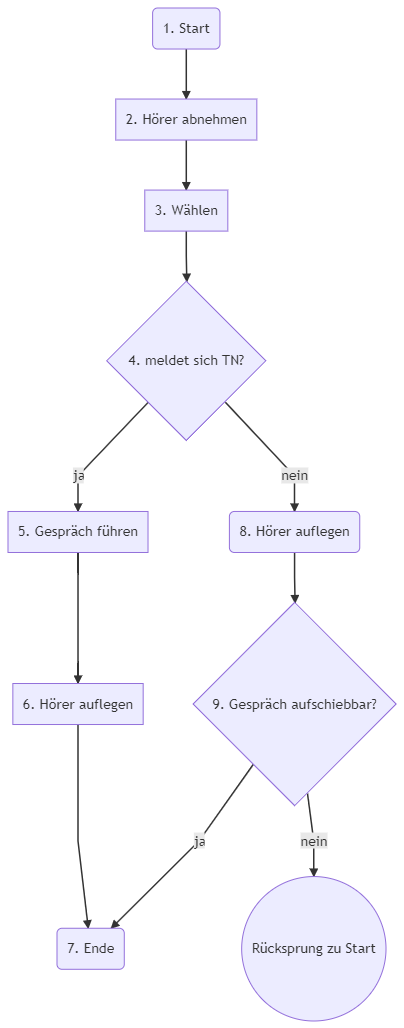 1. Start
2. Hörer abnehmen
3. Wählen
4. meldet sich TN?
ja
nein
5. Gespräch führen
8. Hörer auflegen
6. Hörer auflegen
9. Gespräch aufschiebbar?
ja
nein
7. Ende
Rücksprung zu Start